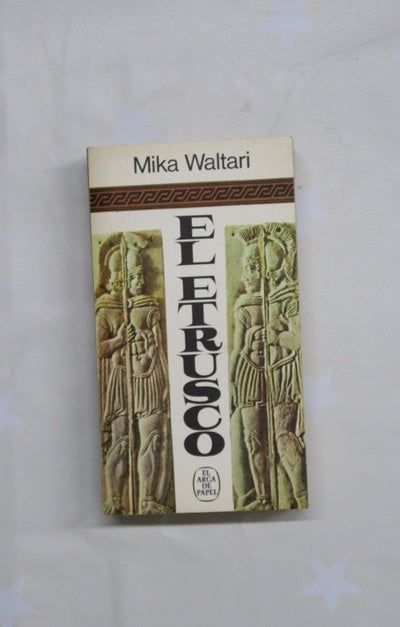 Mika Waltari
EL ETRUSCO
EL
ARCA
DE
PAPEL